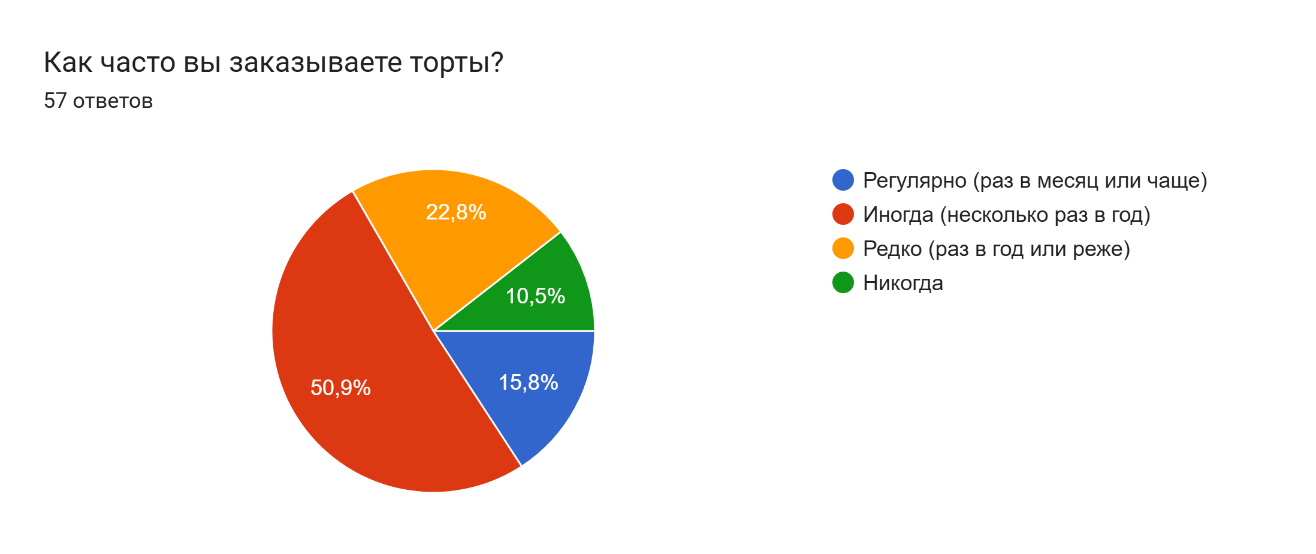 Как часто вы заказываете торты?
57 ответов
Регулярно (раз в месяц или чаще)
Иногда (несколько раз в год)
Редко (раз в год или реже)
Никогда
22,8%
10,5%
15,8%
50,9%